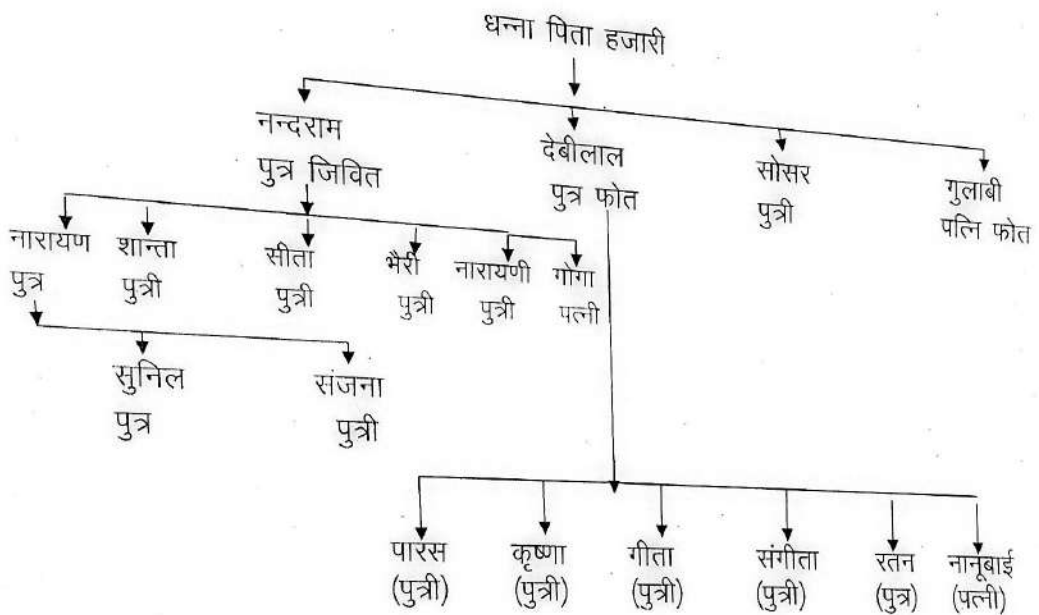 धन्ना पिता हजारी
नन्दराम
पुत्र जिवित
देबीलाल
पुत्र फोत
सोसर
पुत्री
गुलाबी
पत्नि फोत
नारायण
पुत्र
शान्ता
पुत्री
सीता
पुत्री
भैरी
पुत्री
नारायणी
पुत्री
गोगा
पत्नी
सुनिल
पुत्र
संजना
पुत्री
पारस
(पुत्री)
कृष्णा
(पुत्री)
गीता
(पुत्री)
संगीता
(पुत्री)
रतन
(पुत्र)
नानूबाई
(पत्नी)